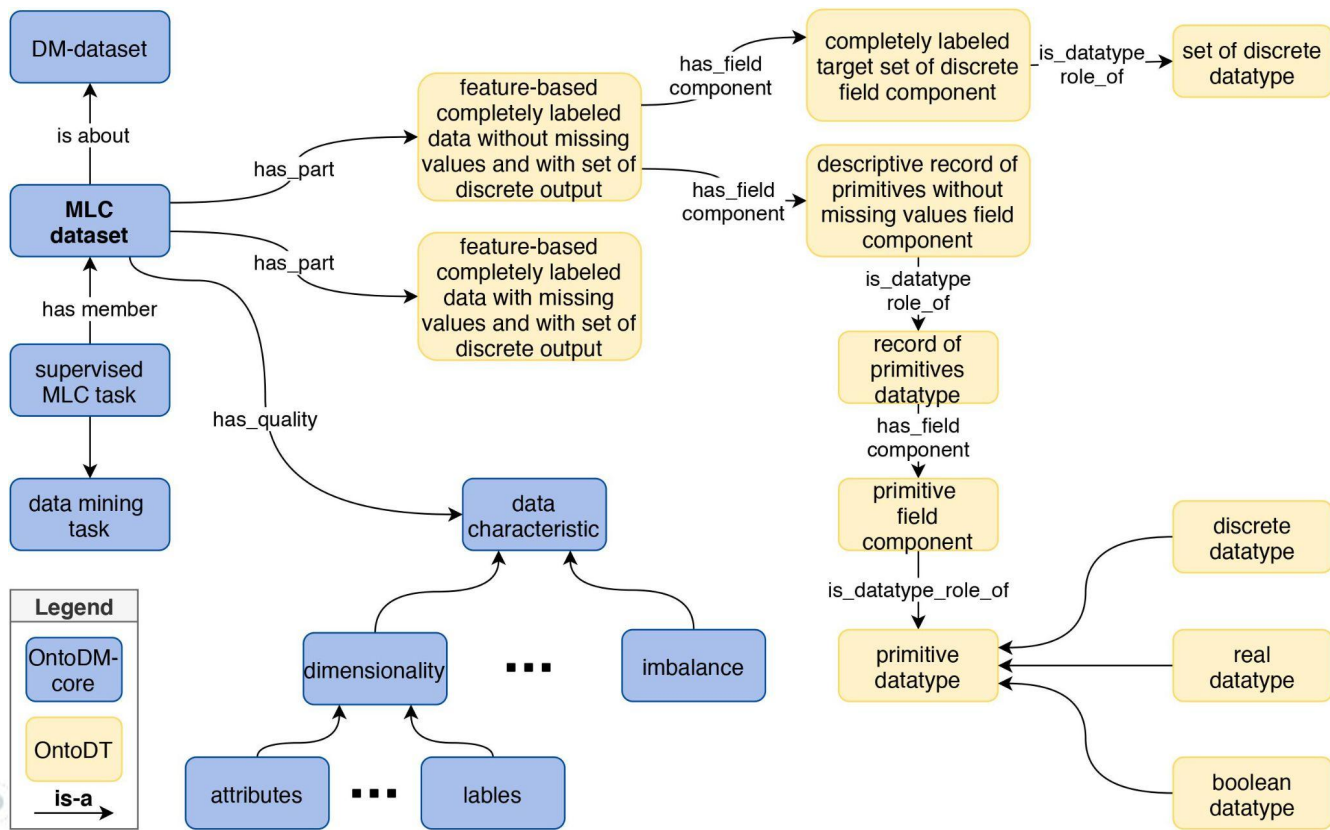 DM-dataset
is about
MLC
dataset
has member
supervised
MLC task
data mining
task
has_part
has_part
has_quality
feature-based
completely labeled
data without missing
values and with set of
discrete output
feature-based
completely labeled
data with missing
values and with set of
discrete output
has_field
component
has_field
component
completely labeled
target set of discrete
field component
is_datatype
role_of
set of discrete
datatype
descriptive record of
primitives without
missing values field
component
is_datatype
role_of
record of
primitives
datatype
has_field
component
primitive
field
component
is_datatype_role_of
primitive
datatype
discrete
datatype
real
datatype
boolean
datatype
data
characteristic
dimensionality
imbalance
attributes
lables
Legend
OntoDM-
core
OntoDT
is-a